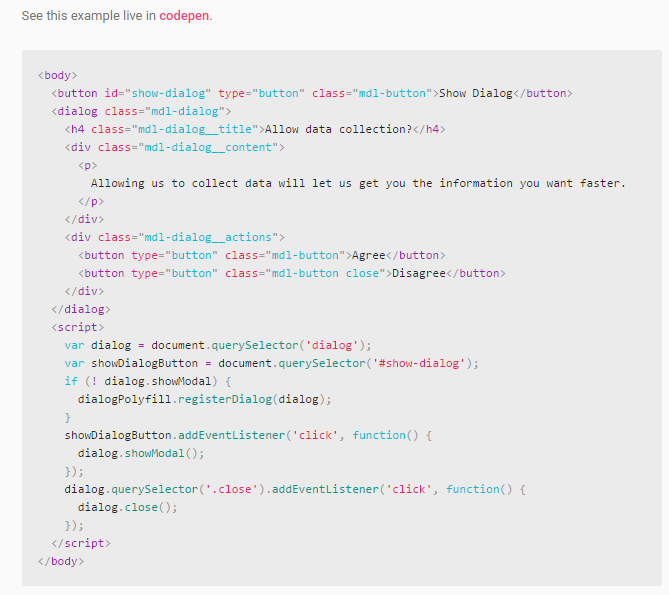 See this example live in codepen.
<body>
  <button id="show-dialog" type="button" class="mdl-button">Show Dialog</button>
  <dialog class="mdl-dialog">
    <h4 class="mdl-dialog__title">Allow data collection?</h4>
    <div class="mdl-dialog__content">
      <p>
        Allowing us to collect data will let us get you the information you want faster.
      </p>
    </div>
    <div class="mdl-dialog__actions">
      <button type="button" class="mdl-button">Agree</button>
      <button type="button" class="mdl-button close">Disagree</button>
    </div>
  </dialog>
  <script>
    var dialog = document.querySelector('dialog');
    var showDialogButton = document.querySelector('#show-dialog');
    if (! dialog.showModal) {
      dialogPolyfill.registerDialog(dialog);
    }
    showDialogButton.addEventListener('click', function() {
      dialog.showModal();
    });
    dialog.querySelector('.close').addEventListener('click', function() {
      dialog.close();
    });
  </script>
</body>